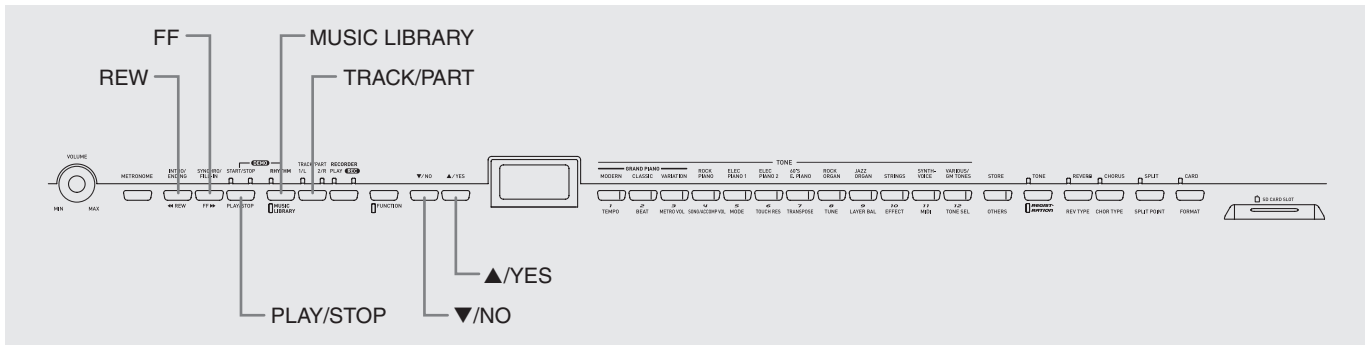 FF
MUSIC LIBRARY
REW
TRACK/PART
VOLUME
MIN
MAX
METRONOME
INTRO/
ENDING
◀◀ REW
SYNCHRO/
FILL-IN
FF ▶▶
DEMO
START/STOP
PLAY/STOP
RHYTHM
MUSIC
LIBRARY
TRACK/PART
1/L
2/R
RECORDER
PLAY
REC
FUNCTION
▼/NO
▲/YES
TONE
GRAND PIANO
MODERN
CLASSIC
VARIATION
ROCK
PIANO
ELEC
PIANO 1
ELEC
PIANO 2
60'S
E. PIANO
ROCK
ORGAN
JAZZ
ORGAN
STRINGS
SYNTH-
VOICE
VARIOUS/
GM TONES
1 2 3 4 5 6 7 8 9 10 11 12
TEMPO
BEAT
METRO VOL
SONG/ACCOMP VOL
MODE
TOUCH RES
TRANSPOSE
TUNE
LAYER BAL
EFFECT
MIDI
TONE SEL
STORE
OTHERS
TONE
REGIST-
RATION
REVERB
REV TYPE
CHORUS
CHOR TYPE
SPLIT
SPLIT POINT
CARD
FORMAT
SD CARD SLOT
▲/YES
PLAY/STOP
▼/NO